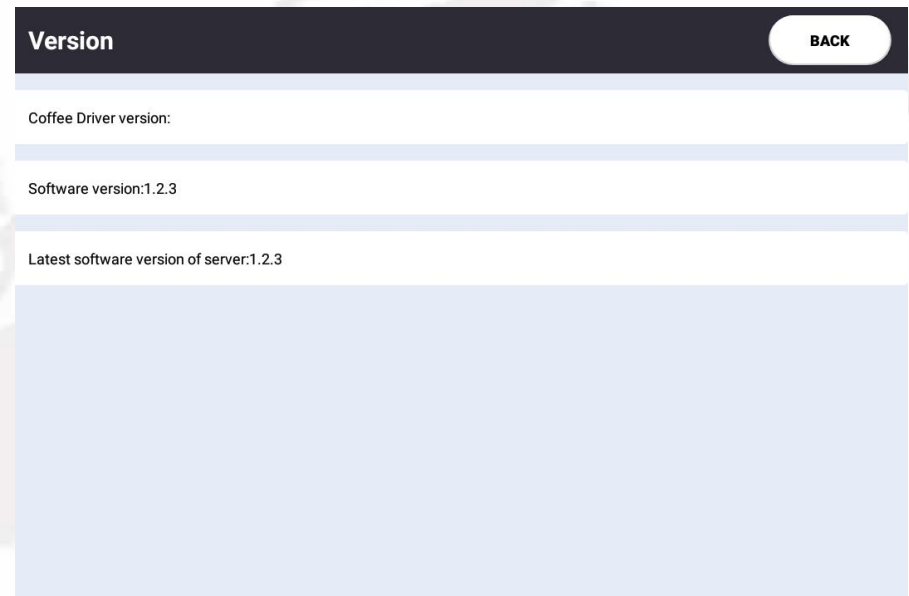 Version
BACK
Coffee Driver version:
Software version:1.2.3
Latest software version of server:1.2.3